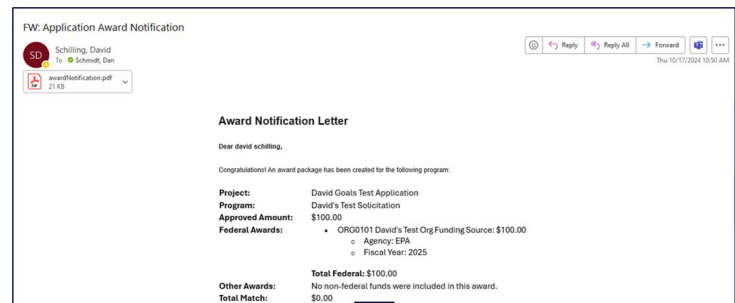 FW: Application Award Notification
SD
Schilling, David
To Schmidt, Dan
Reply
Reply All
Forward
Thu 10/17/2024 10:50 AM
awardNotification.pdf
21 KB
Award Notification Letter
Dear david schilling,
Congratulations! An award package has been created for the following program:
Project: David Goals Test Application
Program: David's Test Solicitation
Approved Amount: $100.00
Federal Awards: • ORG0101 David's Test Org Funding Source: $100.00
o Agency: EPA
o Fiscal Year: 2025
Total Federal: $100.00
Other Awards: No non-federal funds were included in this award.
Total Match: $0.00